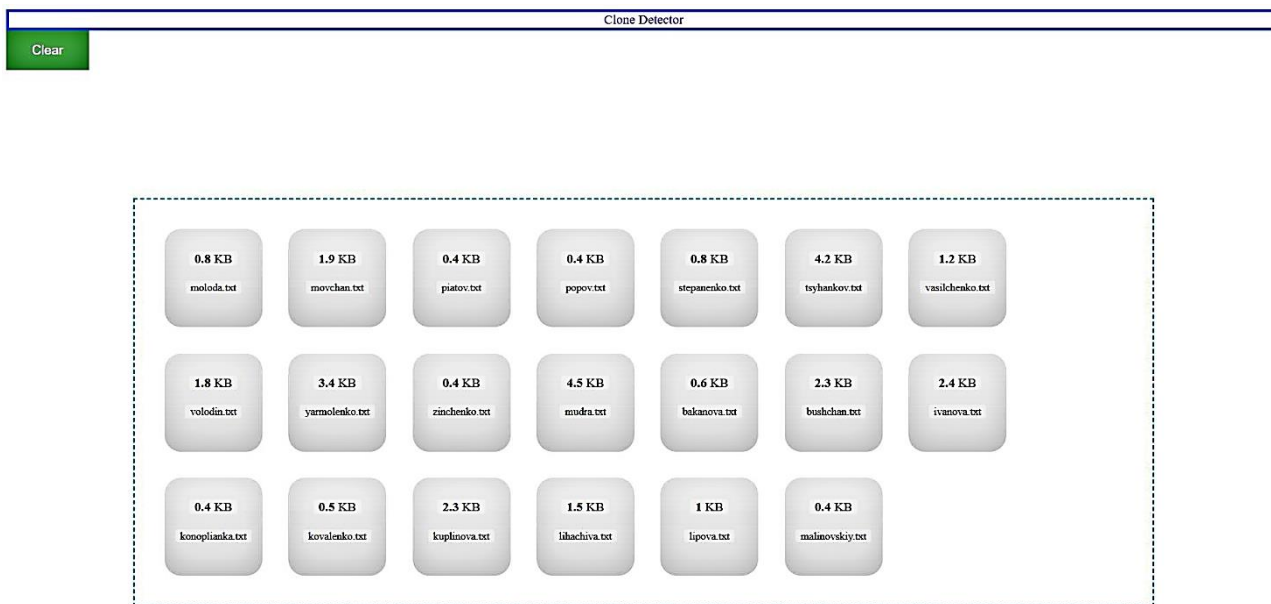 Clone Detector
Clear
0.8 KB 1.9 KB 0.4 KB 0.4 KB 0.8 KB 4.2 KB 1.2 KB
moloda.txt movchan.txt piatov.txt popov.txt stepanenko.txt tsyhankov.txt vasilchenko.txt
1.8 KB 3.4 KB 0.4 KB 4.5 KB 0.6 KB 2.3 KB 2.4 KB
volodin.txt yarmolenko.txt zinchenko.txt mudra.txt bakanova.txt bushchan.txt ivanova.txt
0.4 KB 0.5 KB 2.3 KB 1.5 KB 1 KB 0.4 KB
konoplianka.txt kovalenko.txt kuplinova.txt lihachiva.txt lipova.txt malinovskiy.txt